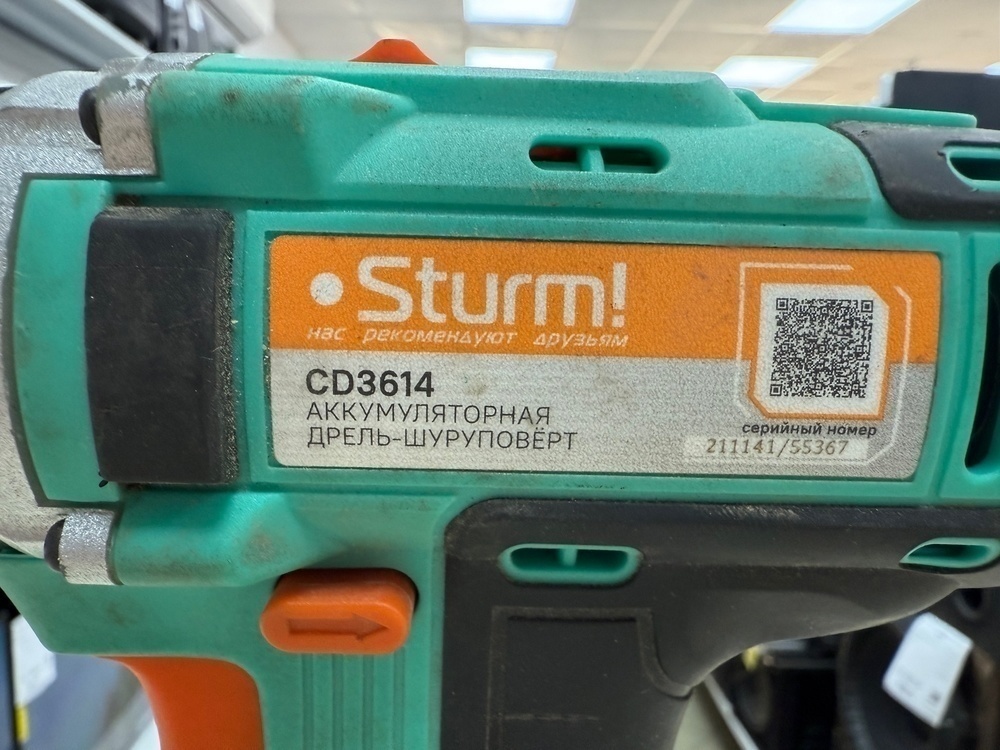 Sturm!
нас рекомендуют друзьям
CD3614
АККУМУЛЯТОРНАЯ
ДРЕЛЬ-ШУРУПОВЁРТ
серийный номер
211141/55367